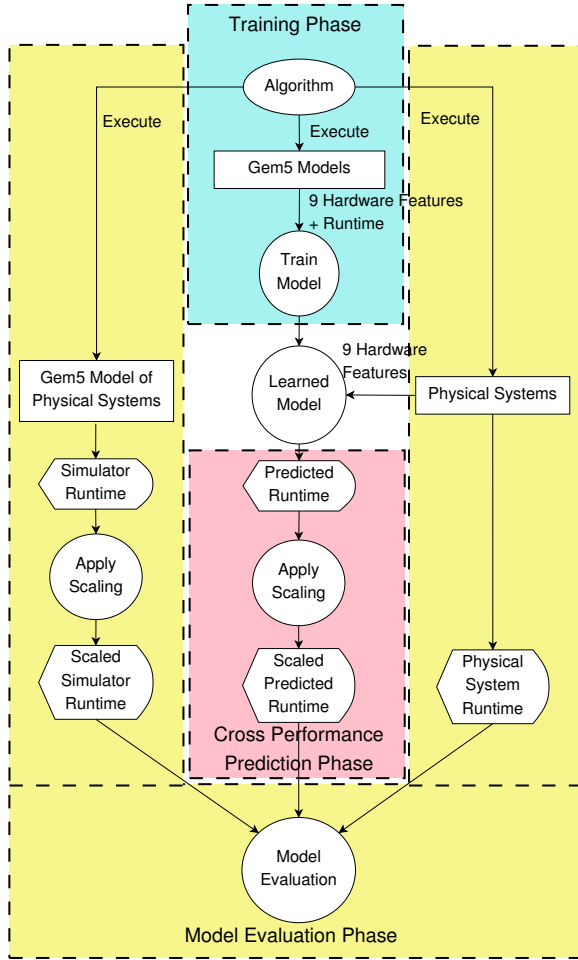 Training Phase
Algorithm
Execute
Execute
Execute
Gem5 Models
9 Hardware Features
+ Runtime
Train
Model
9 Hardware
Features
Gem5 Model of
Physical Systems
Learned
Model
Physical Systems
Simulator
Runtime
Predicted
Runtime
Apply
Scaling
Apply
Scaling
Scaled
Simulator
Runtime
Scaled
Predicted
Runtime
Physical
System
Runtime
Cross Performance
Prediction Phase
Model
Evaluation
Model Evaluation Phase